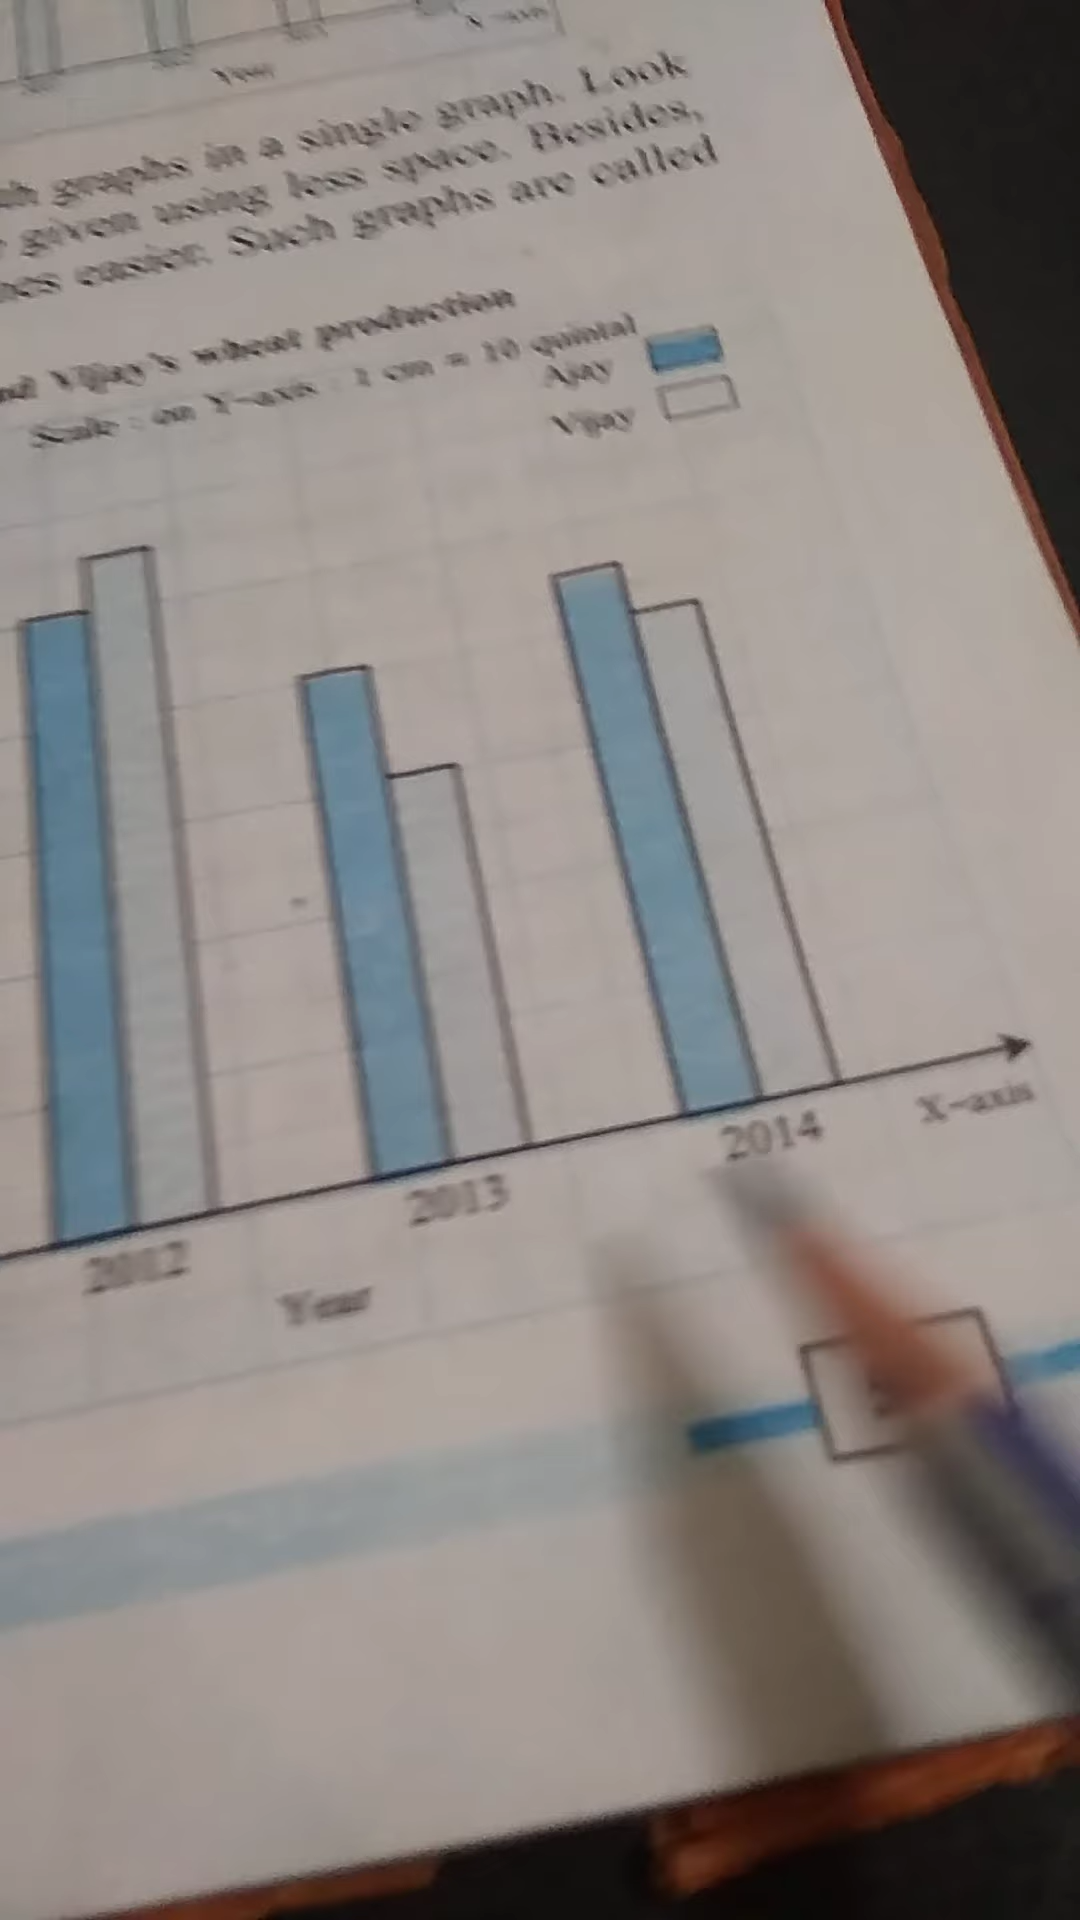 X-axis
Year
graphs in a single graph. Look
given using less space. Besides,
easier. Such graphs are called
Vijay's wheat production
Scale : on Y-axis : 1 cm = 10 quintal
Ajay
Vijay
2012
2013
2014
X-axis
Year